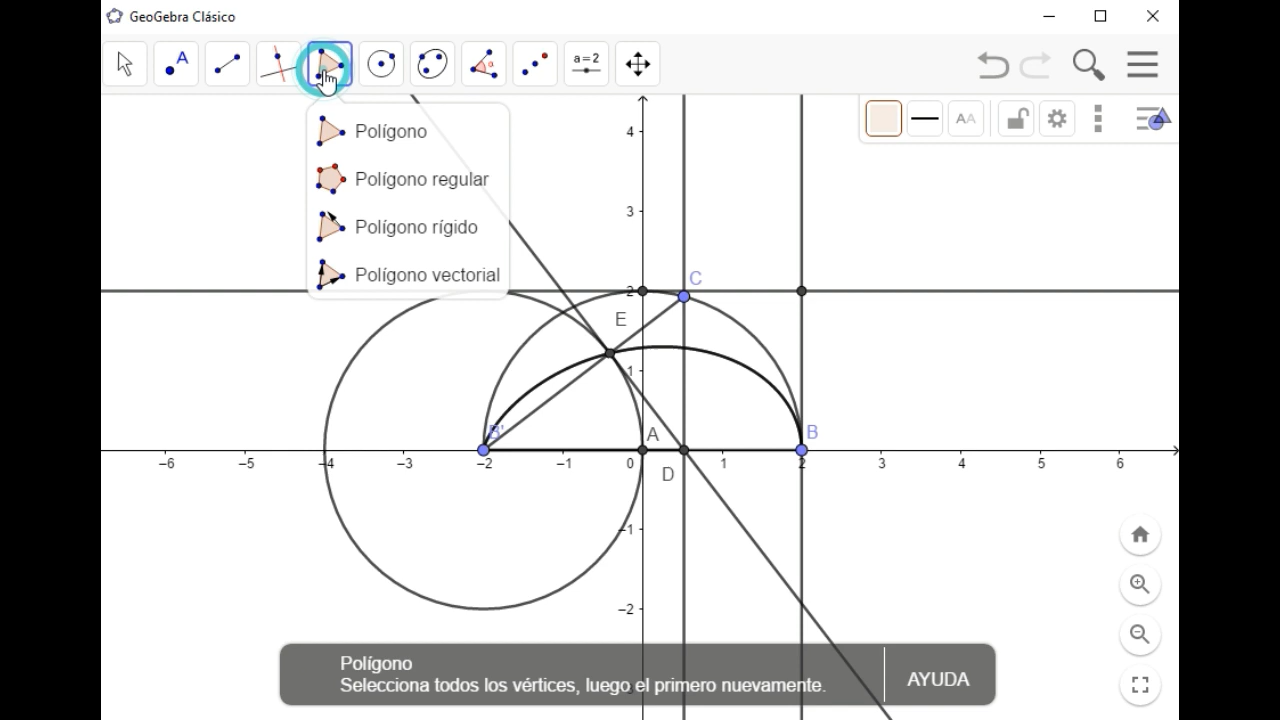 GeoGebra Clásico
A
a=2
AA
Polígono
Polígono regular
Polígono rígido
Polígono vectorial
4
3
2
1
C
E
B'
A
B
D
−6
−5
−4
−3
−2
−1
0
1
2
3
4
5
6
−1
−2
Polígono
Selecciona todos los vértices, luego el primero nuevamente.
AYUDA